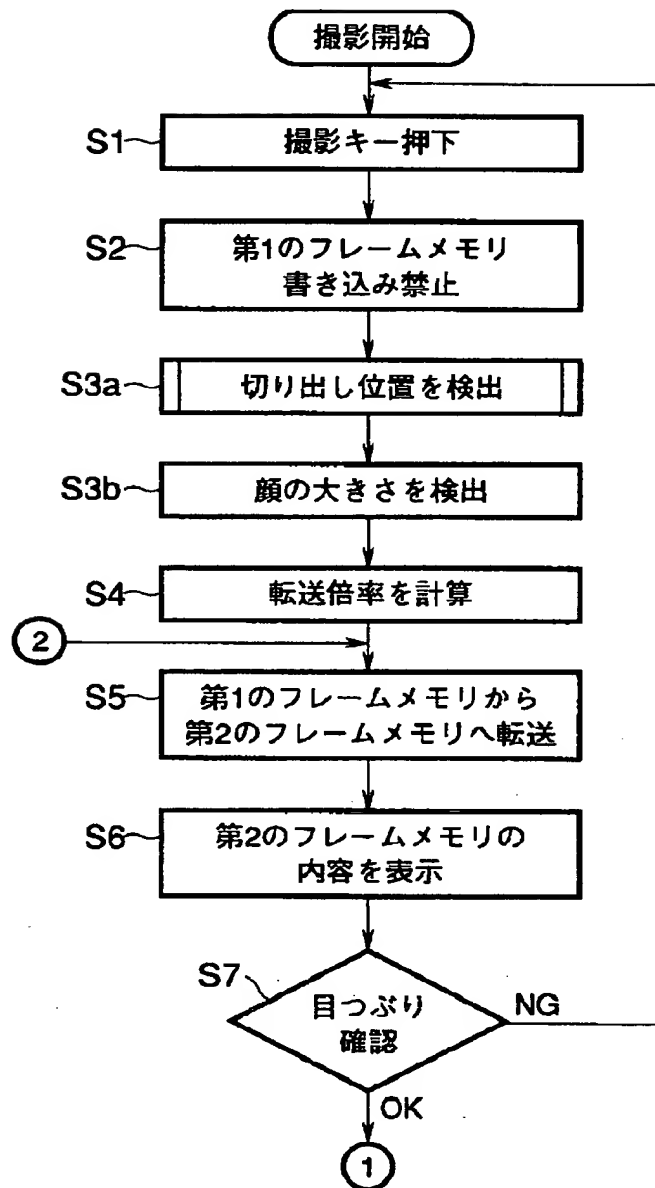 撮影開始
S1
撮影キー押下
S2
第1のフレームメモリ
書き込み禁止
S3a
切り出し位置を検出
S3b
顔の大きさを検出
S4
転送倍率を計算
2
S5
第1のフレームメモリから
第2のフレームメモリへ転送
S6
第2のフレームメモリの
内容を表示
S7
目つぶり
確認
NG
OK
1